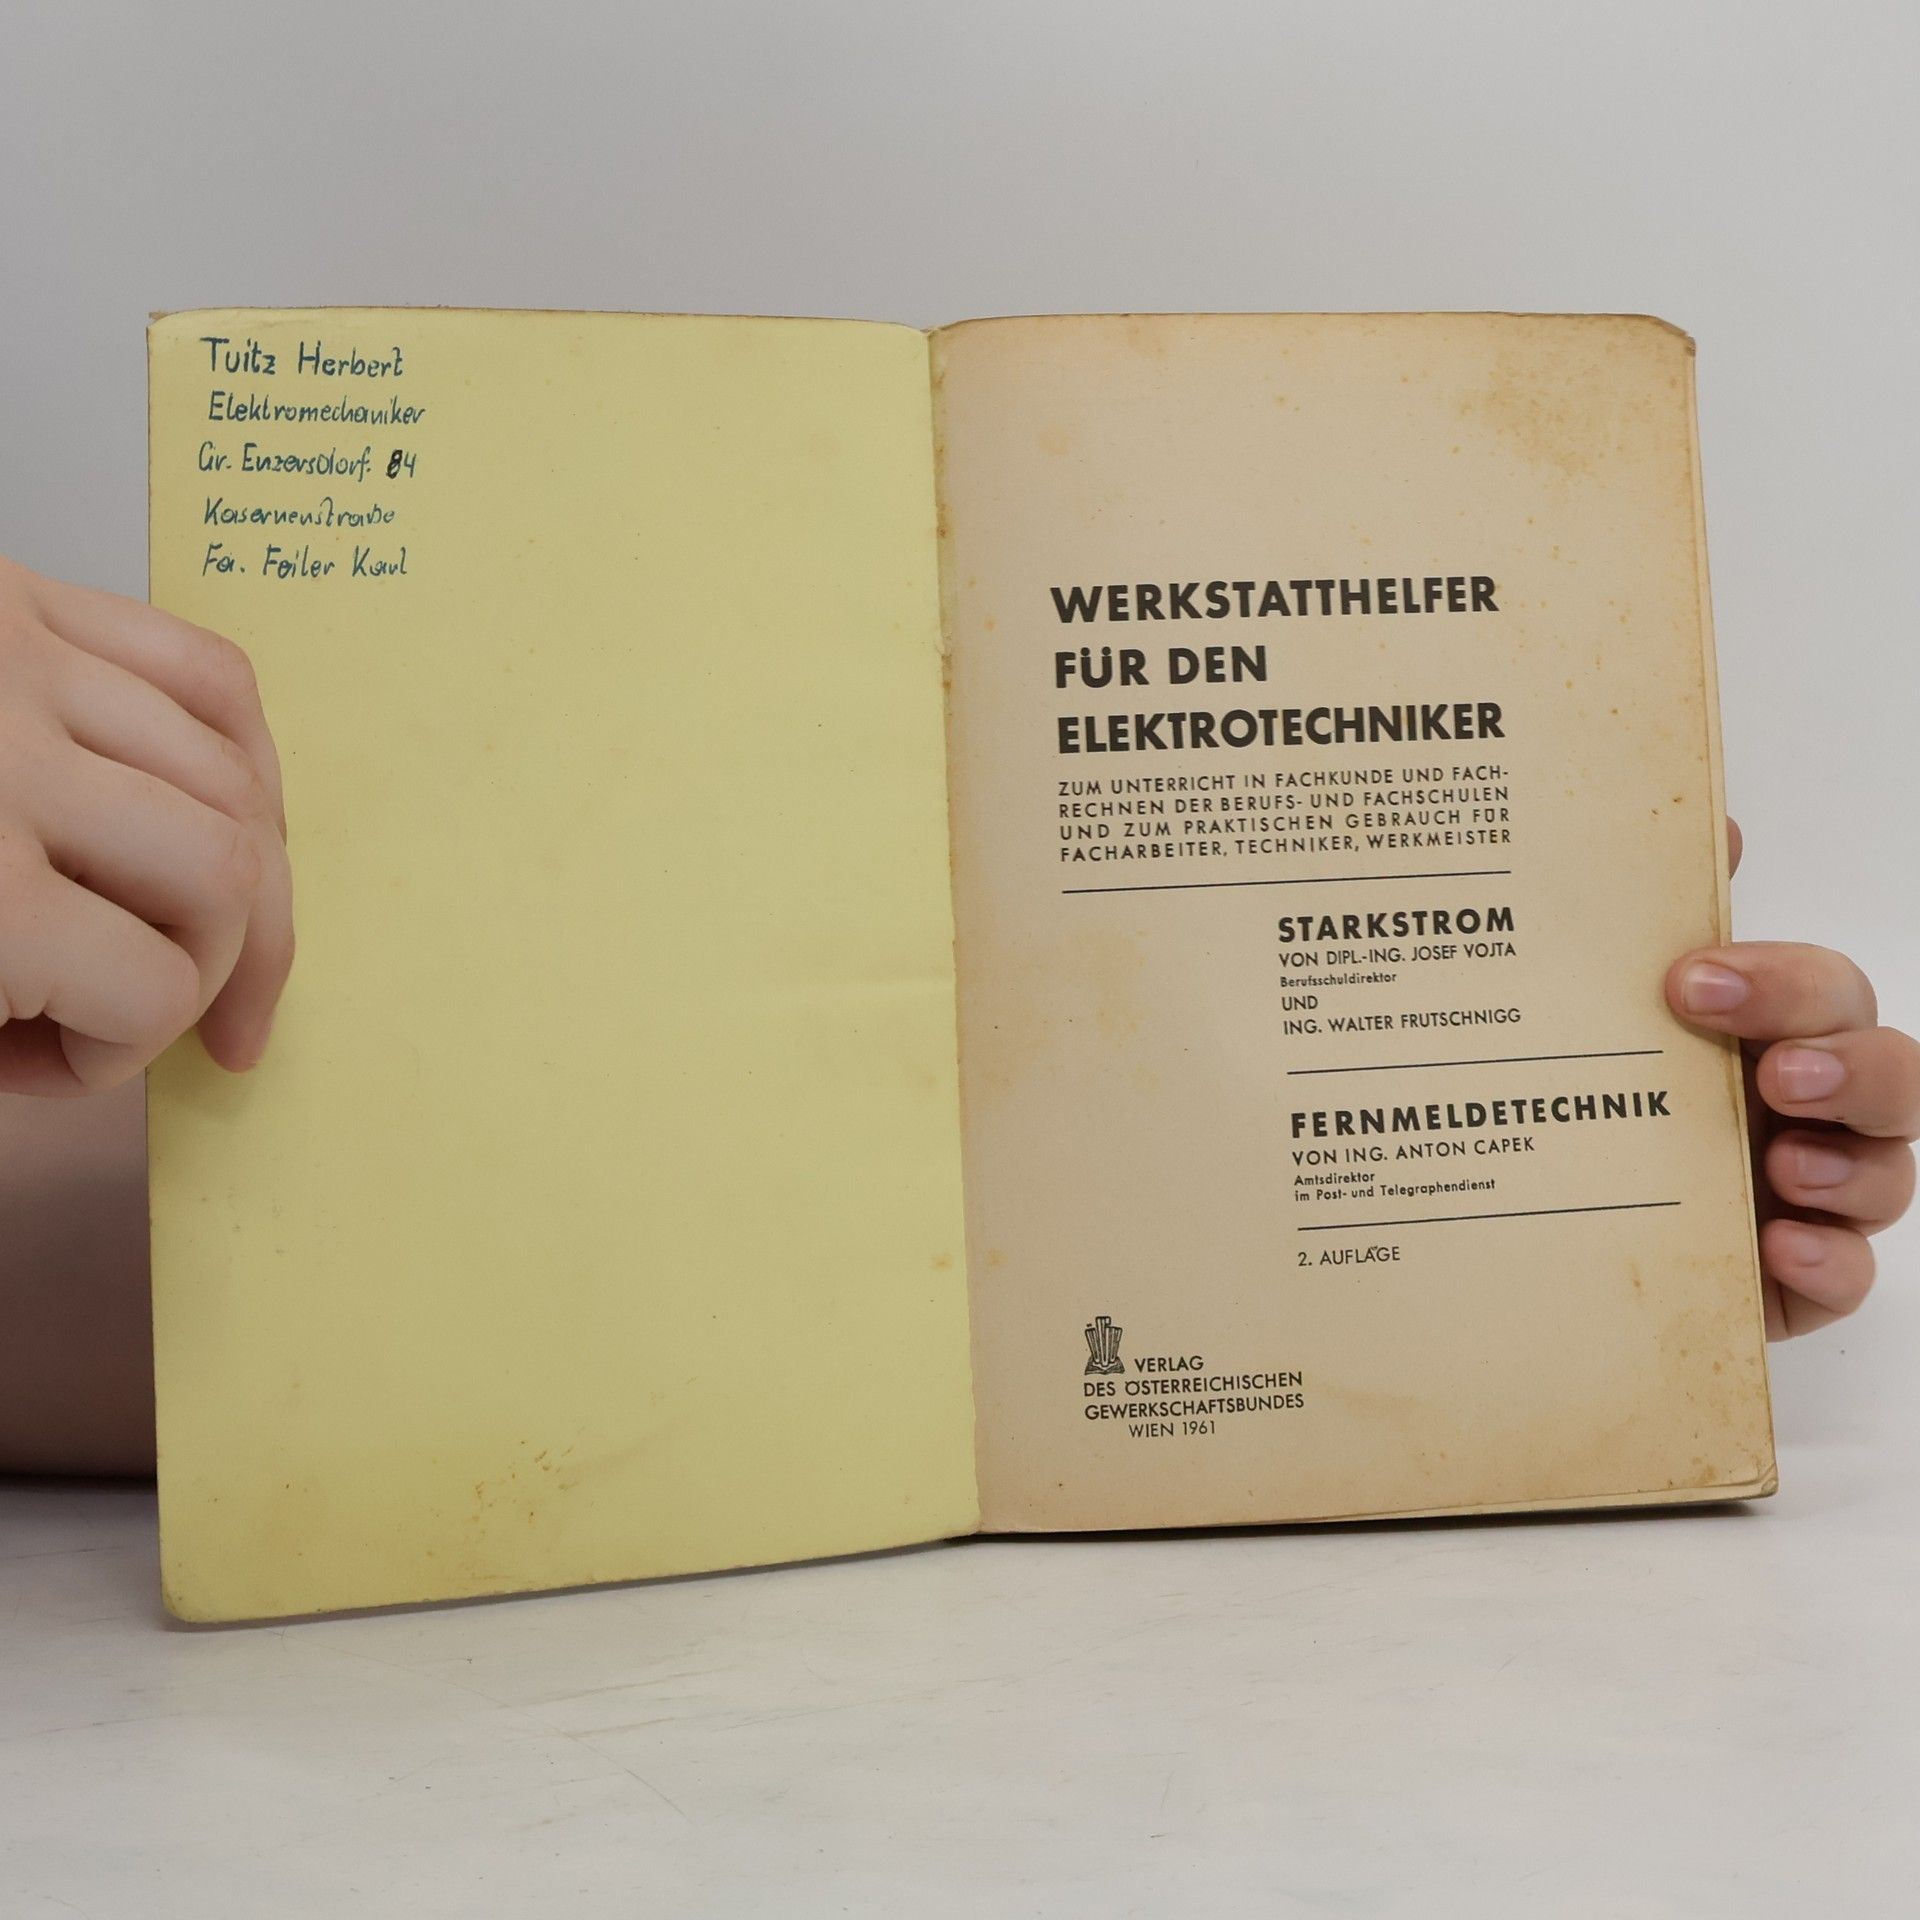 Tuitz Herbert
Elektromechaniker
Gr. Enzersdorf. 84
Kasernenstraße
Fa. Feiler Karl
WERKSTATTHELFER
FÜR DEN
ELEKTROTECHNIKER
ZUM UNTERRICHT IN FACHKUNDE UND FACH-
RECHNEN DER BERUFS- UND FACHSCHULEN
UND ZUM PRAKTISCHEN GEBRAUCH FÜR
FACHARBEITER, TECHNIKER, WERKMEISTER
STARKSTROM
VON DIPL.-ING. JOSEF VOJTA
Berufsschuldirektor
UND
ING. WALTER FRUTSCHNIGG
FERNMELDETECHNIK
VON ING. ANTON CAPEK
Amtsdirektor
im Post- und Telegraphendienst
2. AUFLAGE
VERLAG
DES ÖSTERREICHISCHEN
GEWERKSCHAFTSBUNDES
WIEN 1961